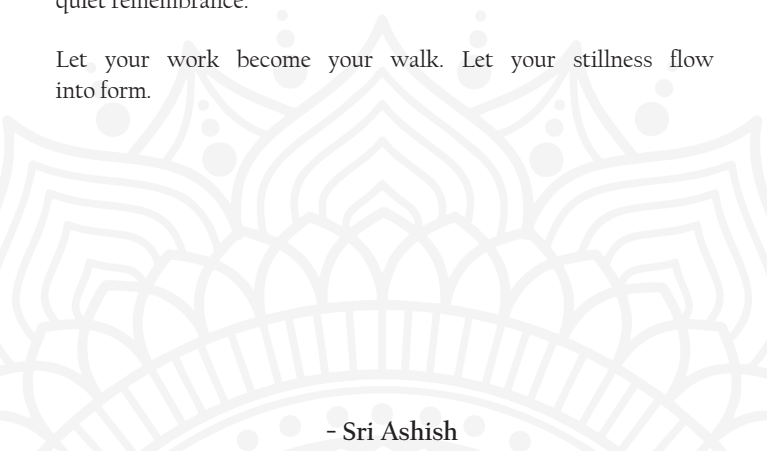 quiet remembrance.
Let your work become your walk. Let your stillness flow
into form.
- Sri Ashish